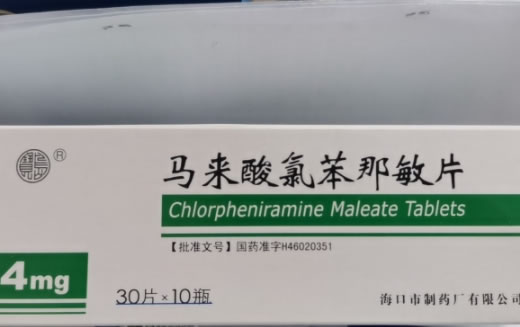 ®
马来酸氯苯那敏片
Chlorpheniramine Maleate Tablets
【批准文号】国药准字H46020351
4mg
30片×10瓶
海口市制药厂有限公司